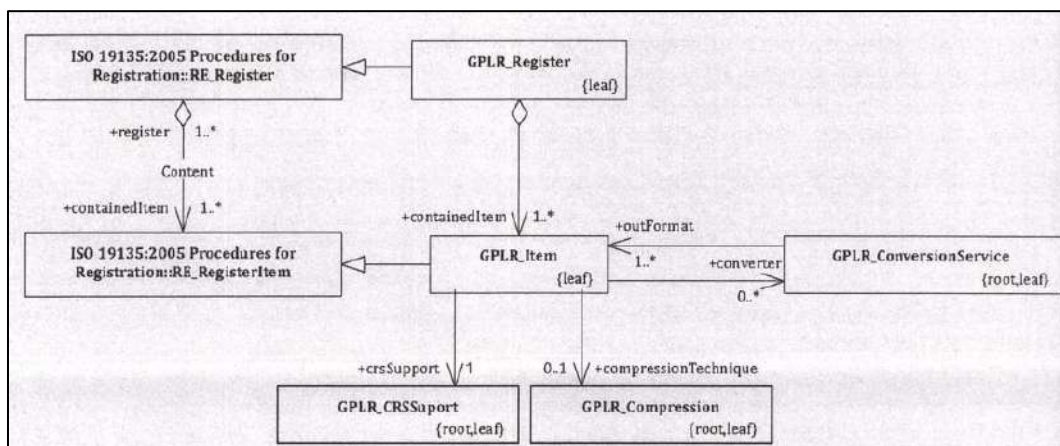 ISO 19135:2005 Procedures for
Registration::RE_Register
GPLR_Register
{leaf}
+register
1..*
Content
+containedItem
1..*
+containedItem
1..*
ISO 19135:2005 Procedures for
Registration::RE_RegisterItem
GPLR_Item
{leaf}
+outFormat
1..*
+converter
0..*
GPLR_ConversionService
{root,leaf}
+crsSupport
1
0..1
+compressionTechnique
GPLR_CRSSuport
{root,leaf}
GPLR_Compression
{root,leaf}